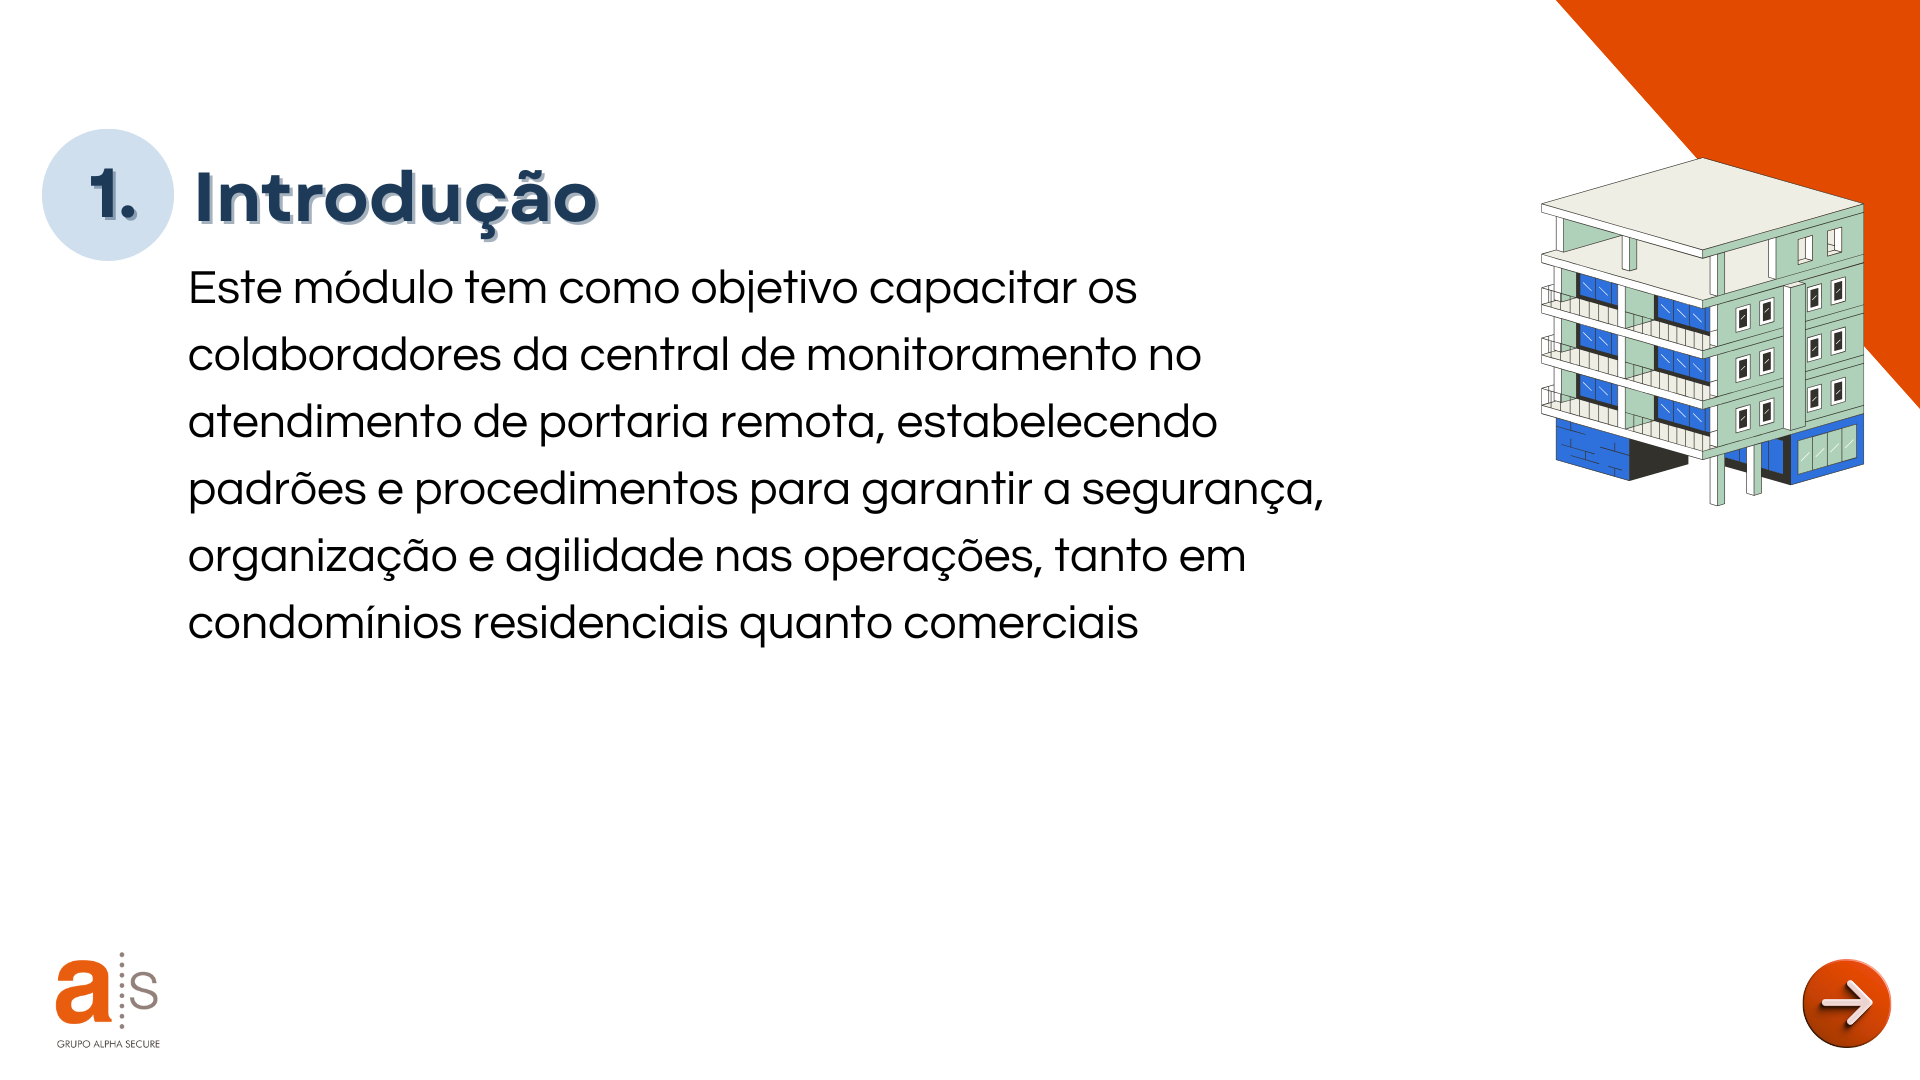 1.
Introdução
Este módulo tem como objetivo capacitar os
colaboradores da central de monitoramento no
atendimento de portaria remota, estabelecendo
padrões e procedimentos para garantir a segurança,
organização e agilidade nas operações, tanto em
condomínios residenciais quanto comerciais
a s
GRUPO ALPHA SECURE